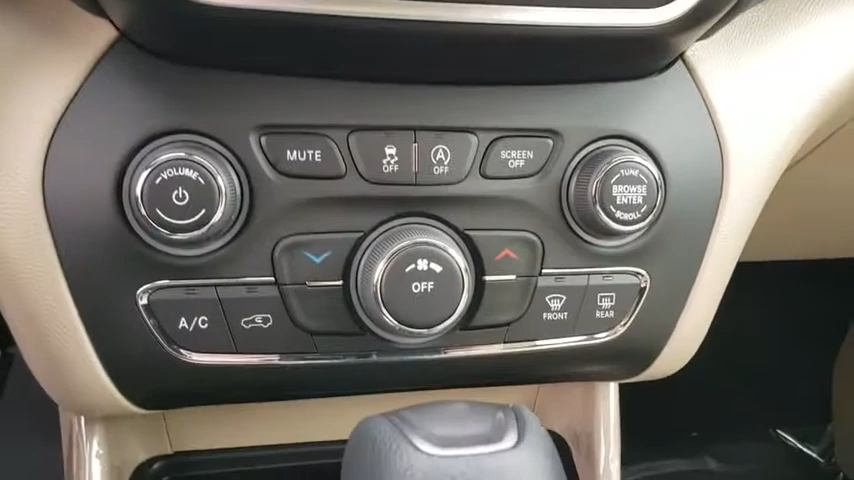 VOLUME
MUTE
OFF
A
OFF
SCREEN
OFF
TUNE
BROWSE
ENTER
SCROLL
OFF
A/C
FRONT
REAR